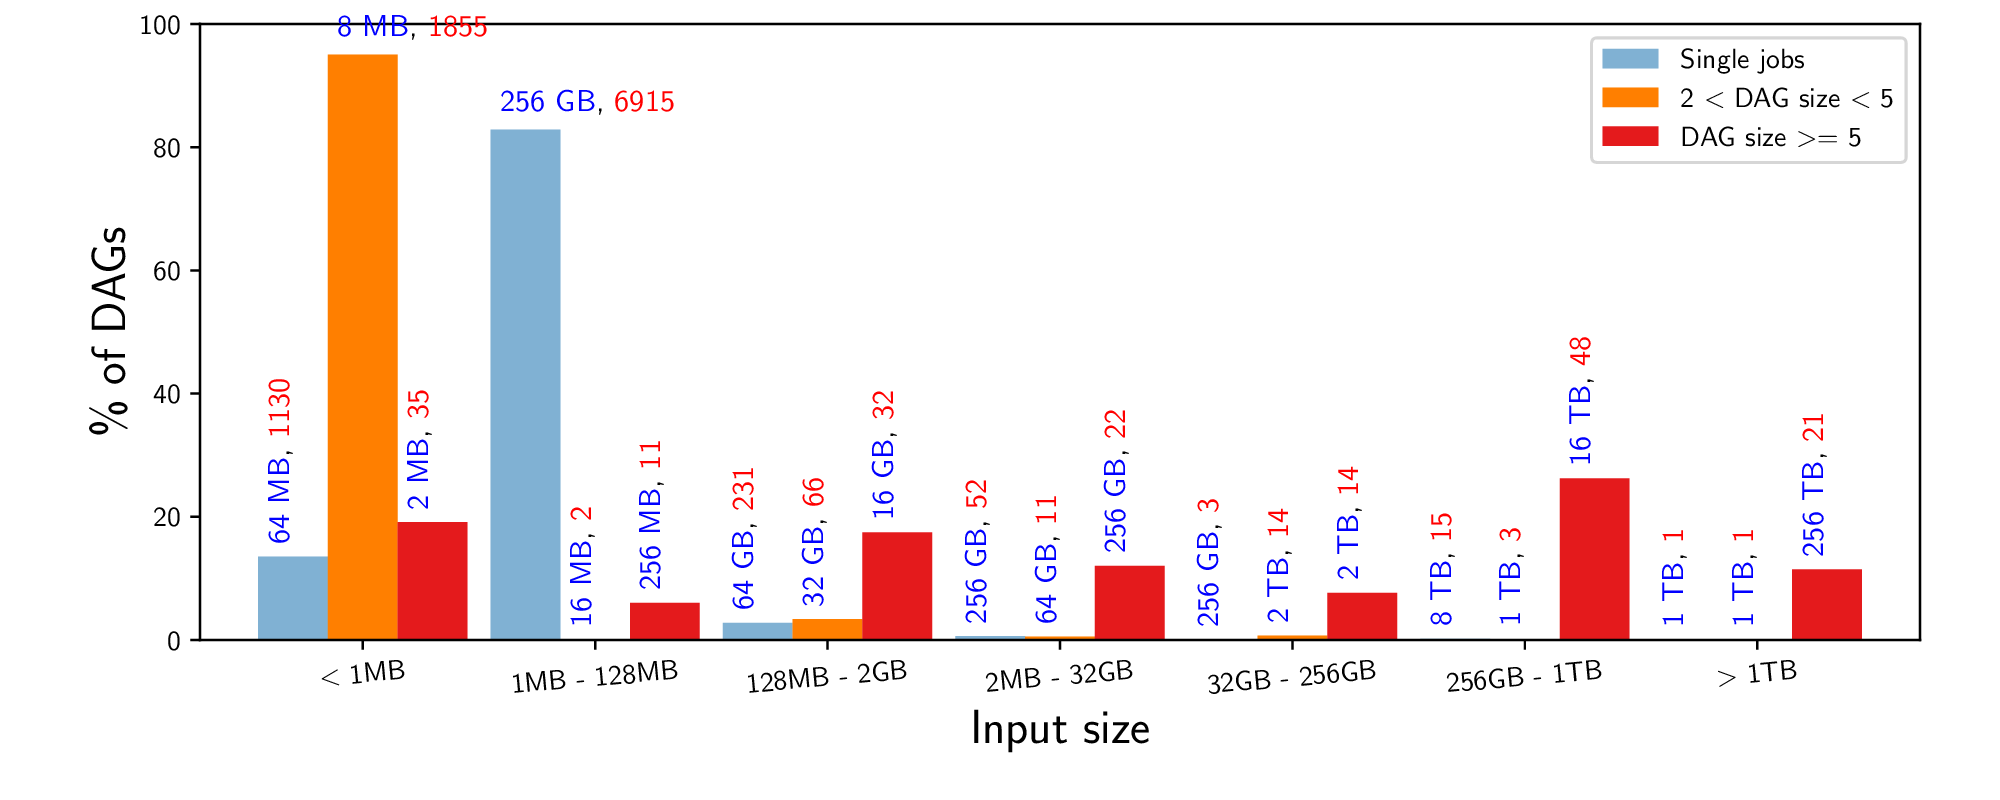 100
80
60
40
20
0
% of DAGs
8 MB, 1855
256 GB, 6915
64 MB, 1130
2 MB, 35
16 MB, 2
256 MB, 11
64 GB, 231
32 GB, 66
16 GB, 32
256 GB, 52
64 GB, 11
256 GB, 22
256 GB, 3
2 TB, 14
2 TB, 14
8 TB, 15
1 TB, 3
16 TB, 48
1 TB, 1
1 TB, 1
256 TB, 21
Single jobs
2 < DAG size < 5
DAG size >= 5
< 1MB
1MB - 128MB
128MB - 2GB
2MB - 32GB
32GB - 256GB
256GB - 1TB
> 1TB
Input size